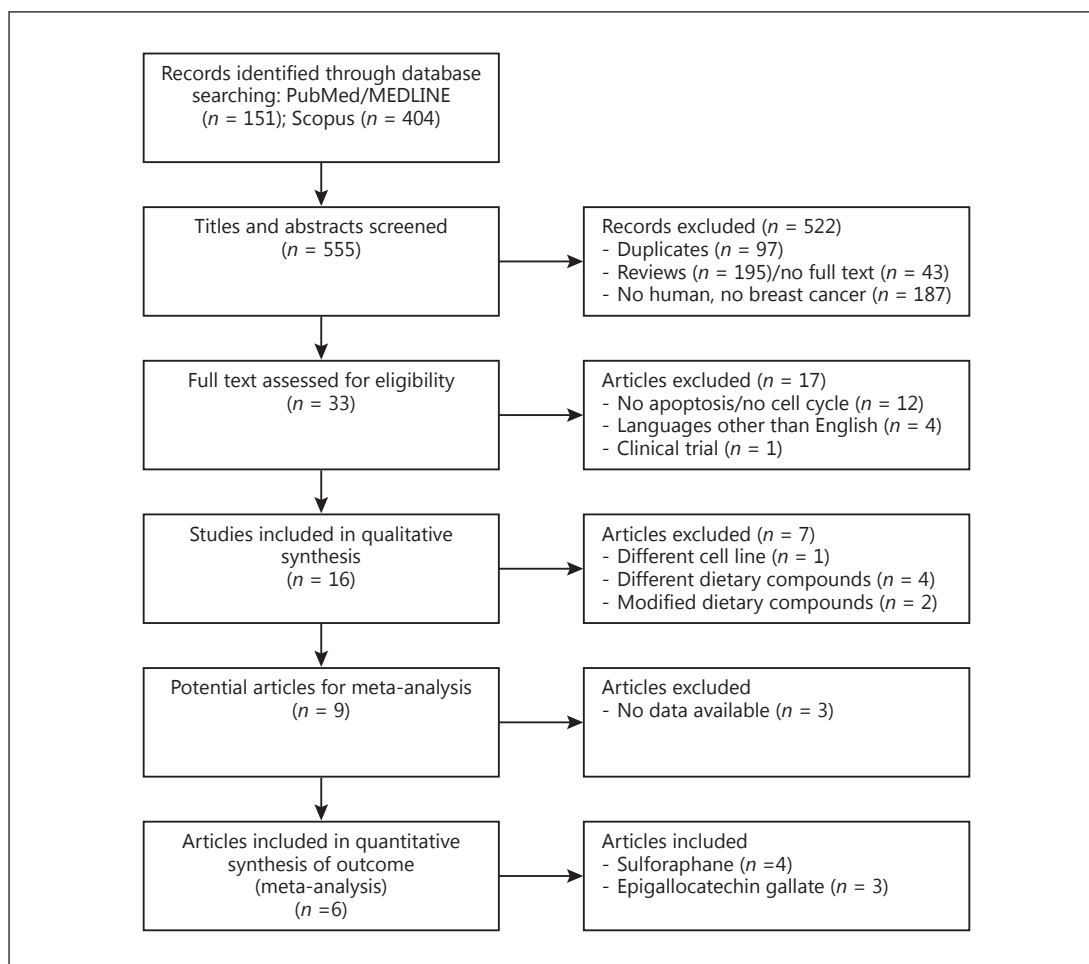 Records identified through database
searching: PubMed/MEDLINE
(n = 151); Scopus (n = 404)
Titles and abstracts screened
(n = 555)
Records excluded (n = 522)
- Duplicates (n = 97)
- Reviews (n = 195)/no full text (n = 43)
- No human, no breast cancer (n = 187)
Full text assessed for eligibility
(n = 33)
Articles excluded (n = 17)
- No apoptosis/no cell cycle (n = 12)
- Languages other than English (n = 4)
- Clinical trial (n = 1)
Studies included in qualitative
synthesis
(n = 16)
Articles excluded (n = 7)
- Different cell line (n = 1)
- Different dietary compounds (n = 4)
- Modified dietary compounds (n = 2)
Potential articles for meta-analysis
(n = 9)
Articles excluded
- No data available (n = 3)
Articles included in quantitative
synthesis of outcome
(meta-analysis)
(n =6)
Articles included
- Sulforaphane (n =4)
- Epigallocatechin gallate (n = 3)